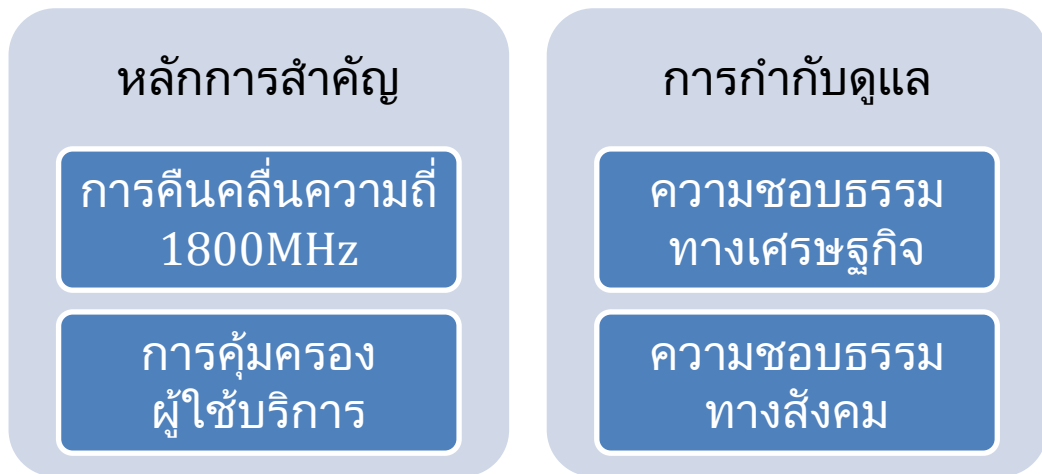 หลักการสำคัญ
การคืนคลื่นความถี่
1800MHz
การคุ้มครอง
ผู้ใช้บริการ
การกำกับดูแล
ความชอบธรรม
ทางเศรษฐกิจ
ความชอบธรรม
ทางสังคม